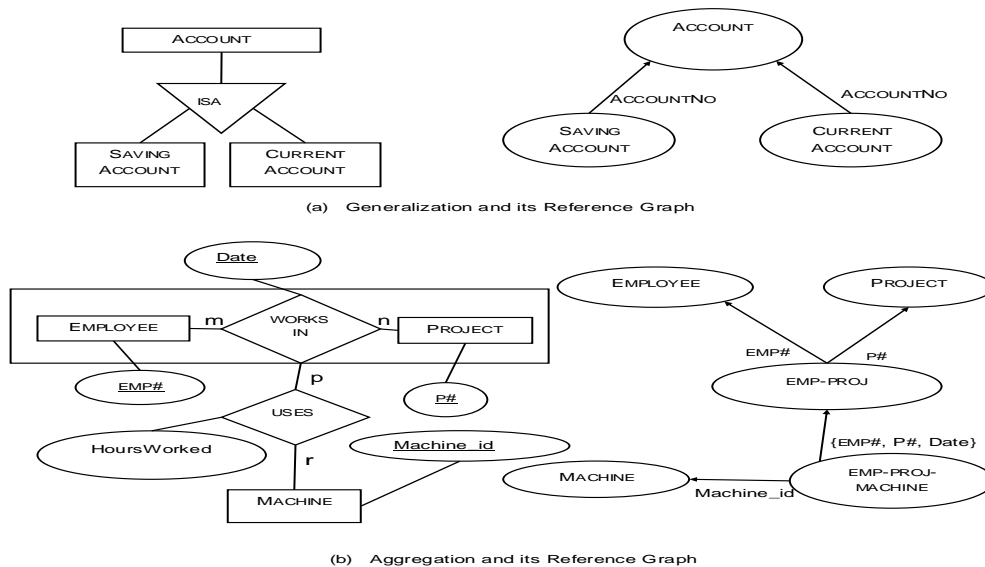 ACCOUNT
ISA
SAVING
ACCOUNT
CURRENT
ACCOUNT
ACCOUNT
ACCOUNTNO
ACCOUNTNO
SAVING
ACCOUNT
CURRENT
ACCOUNT
(a) Generalization and its Reference Graph
Date
EMPLOYEE
m
WORKS
IN
n
PROJECT
EMP#
p
P#
USES
HoursWorked
r
Machine_id
MACHINE
EMPLOYEE
PROJECT
EMP#
P#
EMP-PROJ
{EMP#, P#, Date}
MACHINE
Machine_id
EMP-PROJ-
MACHINE
(b) Aggregation and its Reference Graph